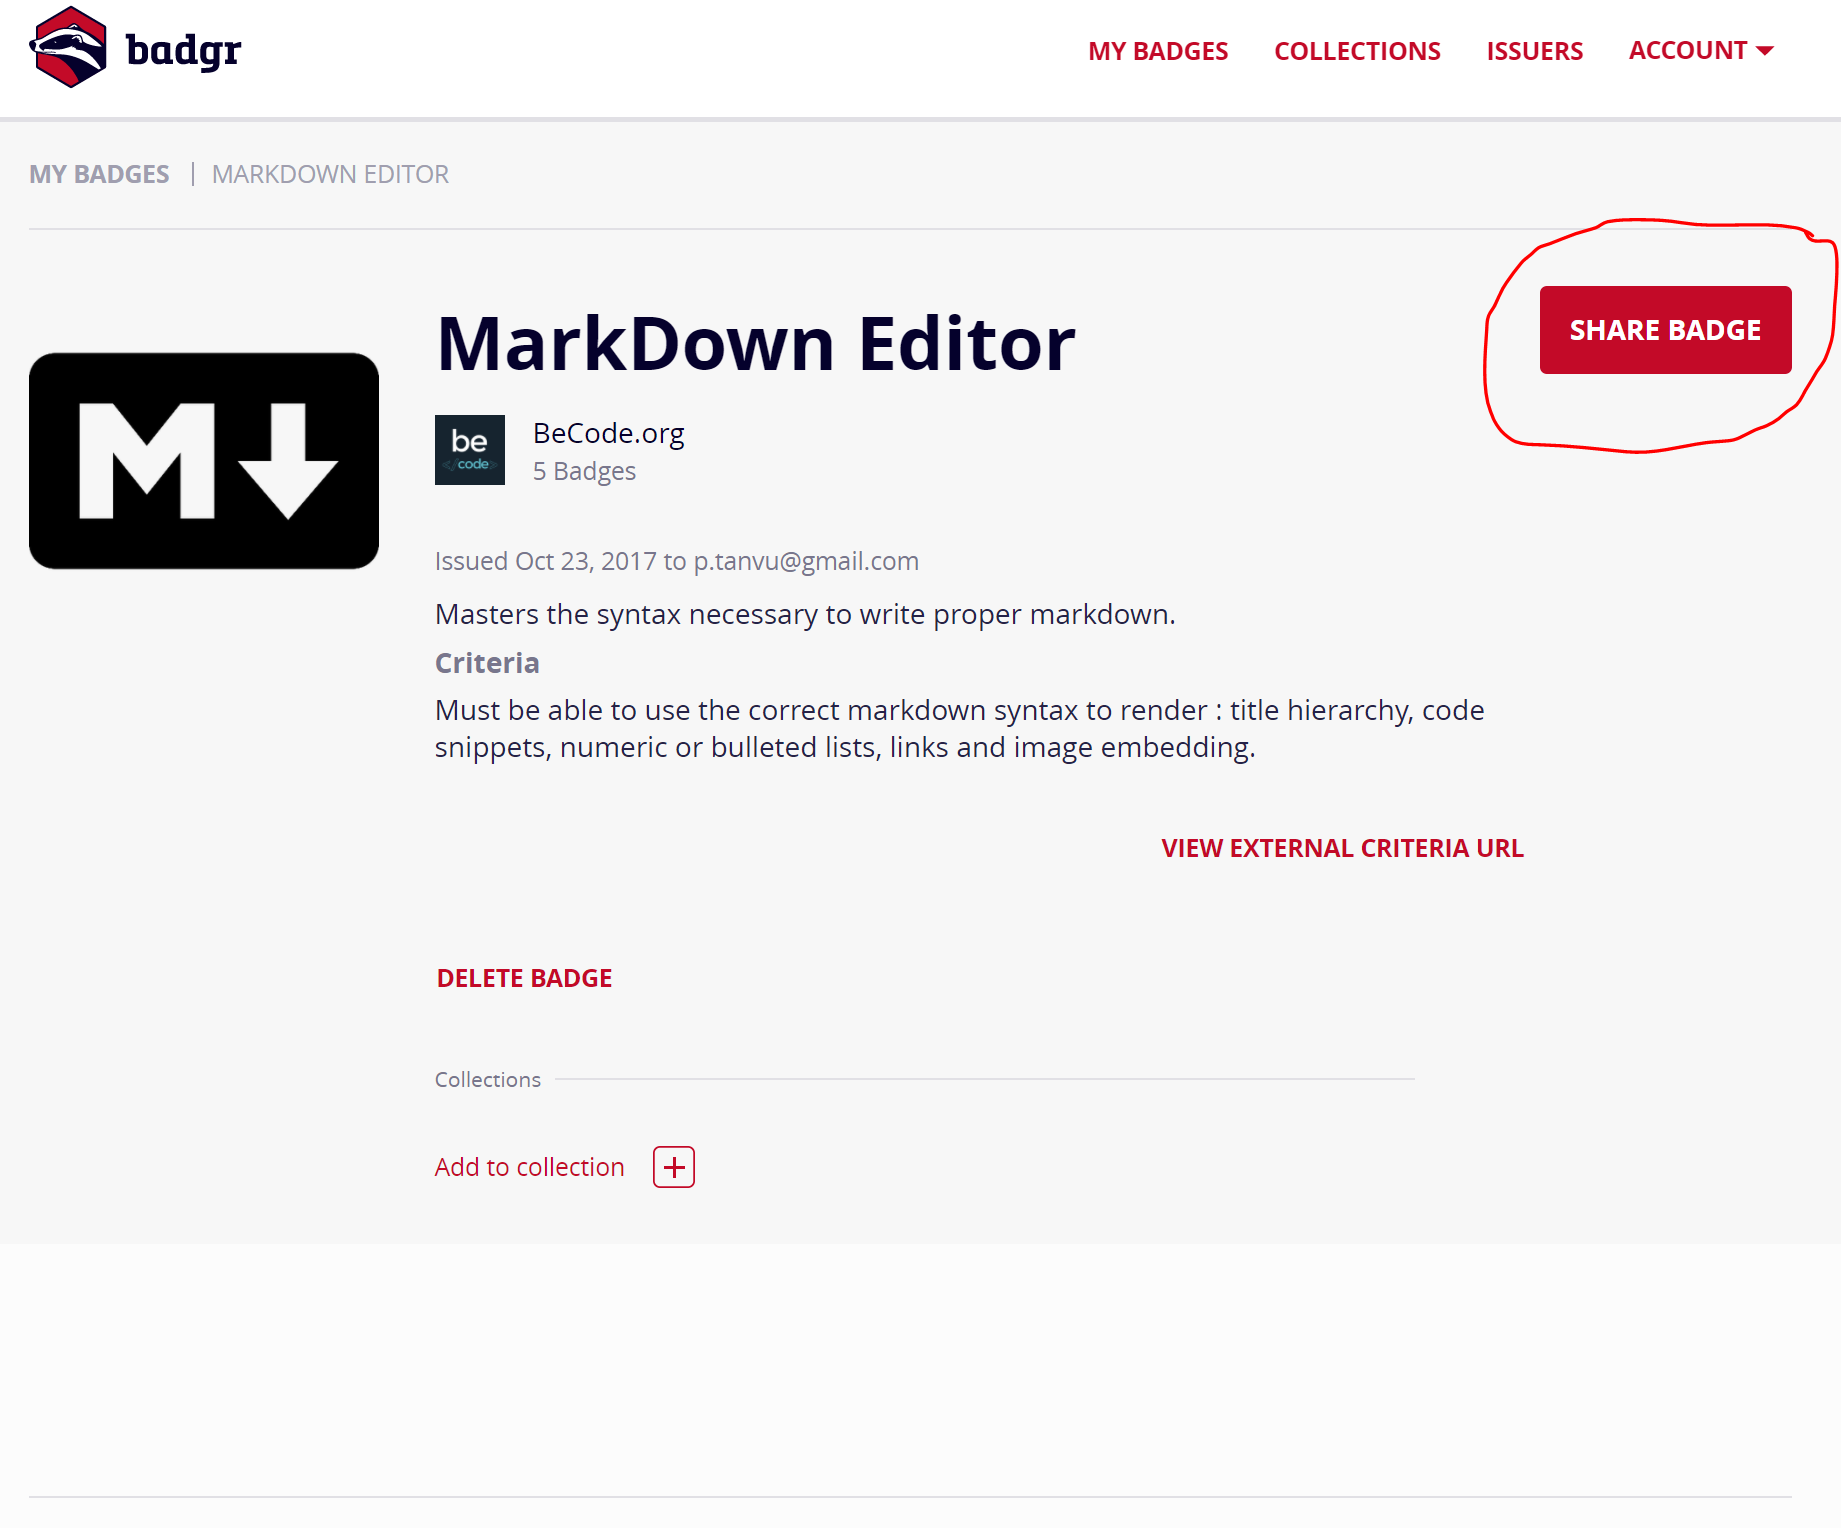 badgr
MY BADGES COLLECTIONS ISSUERS ACCOUNT
MY BADGES | MARKDOWN EDITOR
SHARE BADGE
MarkDown Editor
M
be
</code>
BeCode.org
5 Badges
Issued Oct 23, 2017 to p.tanvu@gmail.com
Masters the syntax necessary to write proper markdown.
Criteria
Must be able to use the correct markdown syntax to render : title hierarchy, code
snippets, numeric or bulleted lists, links and image embedding.
VIEW EXTERNAL CRITERIA URL
DELETE BADGE
Collections
Add to collection